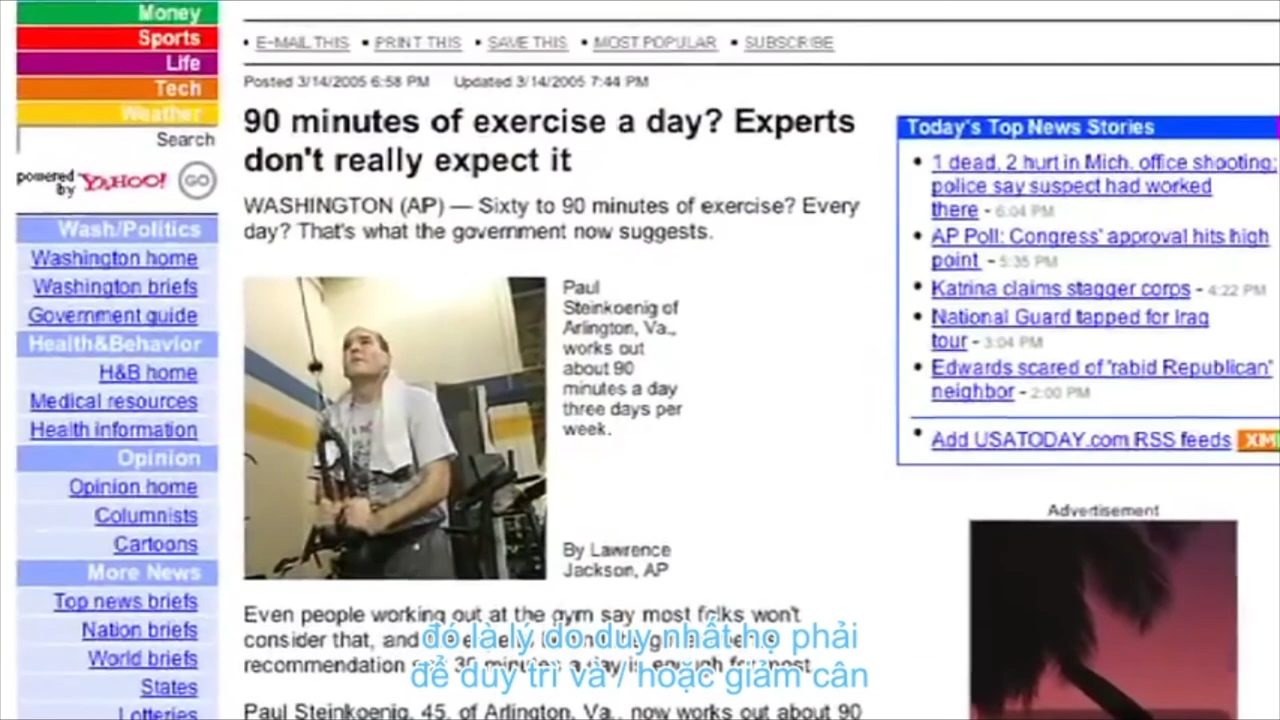 Money
Sports
Life
Tech
Weather
Search
powered by YAHOO! GO
Wash/Politics
Washington home
Washington briefs
Government guide
Health&Behavior
H&B home
Medical resources
Health information
Opinion
Opinion home
Columnists
Cartoons
More News
Top news briefs
Nation briefs
World briefs
States
Lotteries
• E-MAIL THIS • PRINT THIS • SAVE THIS • MOST POPULAR • SUBSCRIBE
Posted 3/14/2005 6:58 PM Updated 3/14/2005 7:44 PM
90 minutes of exercise a day? Experts
don't really expect it
WASHINGTON (AP) — Sixty to 90 minutes of exercise? Every
day? That's what the government now suggests.
Paul
Steinkoenig of
Arlington, Va.,
works out
about 90
minutes a day
three days per
week.
By Lawrence
Jackson, AP
Even people working out at the gym say most folks won't
consider that, and
recommendation
Paul Steinkoenig, 45, of Arlington, Va., now works out about 90
đó là lý do duy nhất họ phải
để duy trì và / hoặc giảm cân
Today's Top News Stories
• 1 dead, 2 hurt in Mich. office shooting;
police say suspect had worked
there - 6:04 PM
• AP Poll: Congress' approval hits high
point - 5:35 PM
• Katrina claims stagger corps - 4:22 PM
• National Guard tapped for Iraq
tour - 3:04 PM
• Edwards scared of 'rabid Republican'
neighbor - 2:00 PM
• Add USATODAY.com RSS feeds XM
Advertisement